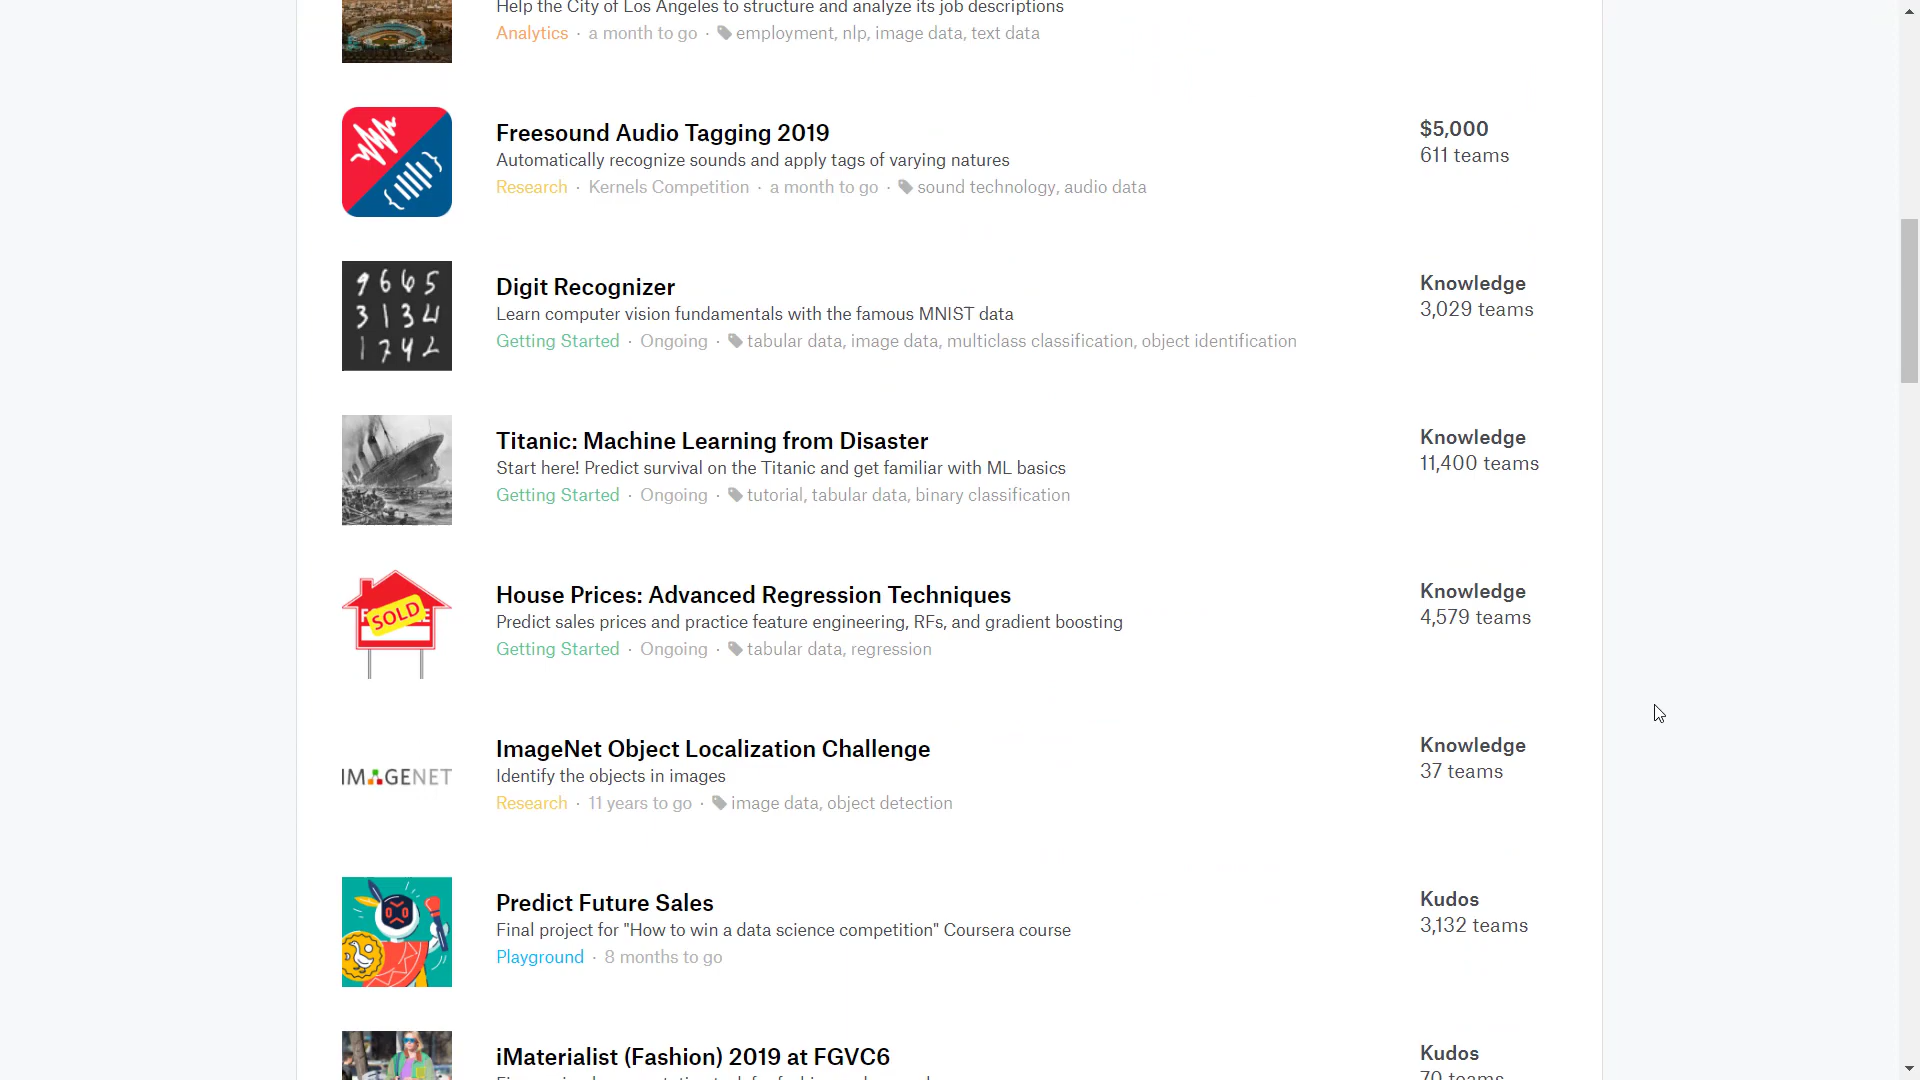 Help the City of Los Angeles to structure and analyze its job descriptions
Analytics · a month to go · employment, nlp, image data, text data
Freesound Audio Tagging 2019
$5,000
Automatically recognize sounds and apply tags of varying natures
611 teams
Research · Kernels Competition · a month to go · sound technology, audio data
9665
3134
1742
Digit Recognizer
Knowledge
Learn computer vision fundamentals with the famous MNIST data
3,029 teams
Getting Started · Ongoing · tabular data, image data, multiclass classification, object identification
Titanic: Machine Learning from Disaster
Knowledge
Start here! Predict survival on the Titanic and get familiar with ML basics
11,400 teams
Getting Started · Ongoing · tutorial, tabular data, binary classification
SOLD
House Prices: Advanced Regression Techniques
Knowledge
Predict sales prices and practice feature engineering, RFs, and gradient boosting
4,579 teams
Getting Started · Ongoing · tabular data, regression
IMAGENET
ImageNet Object Localization Challenge
Knowledge
Identify the objects in images
37 teams
Research · 11 years to go · image data, object detection
Predict Future Sales
Kudos
Final project for "How to win a data science competition" Coursera course
3,132 teams
Playground · 8 months to go
iMaterialist (Fashion) 2019 at FGVC6
Kudos
70 teams